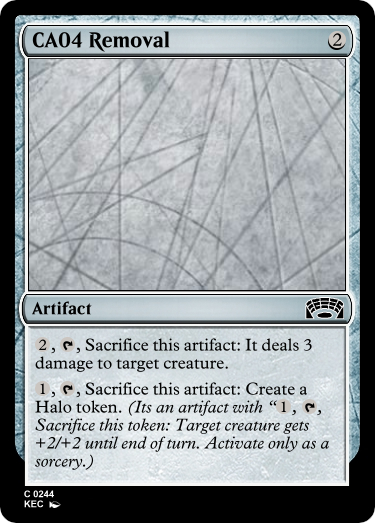 CA04 Removal 2
Artifact
2, T, Sacrifice this artifact: It deals 3
damage to target creature.
1, T, Sacrifice this artifact: Create a
Halo token. (Its an artifact with “1, T,
Sacrifice this token: Target creature gets
+2/+2 until end of turn. Activate only as a
sorcery.)
C 0244
KEC